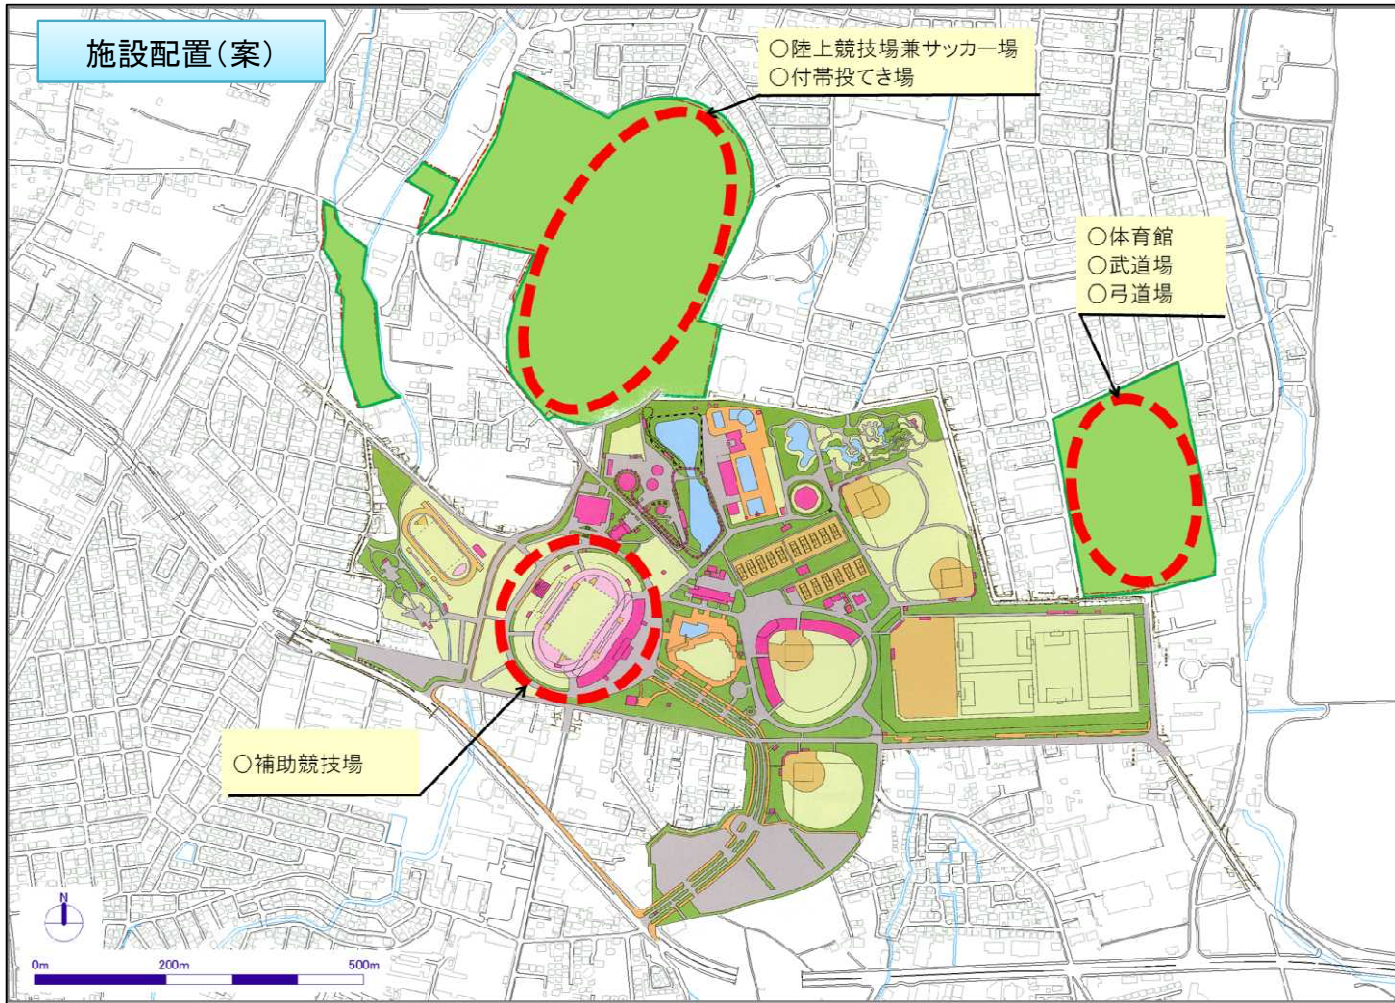 施設配置(案)
○陸上競技場兼サッカー場
○付帯投てき場
○体育館
○武道場
○弓道場
○補助競技場
N
0m 200m 500m